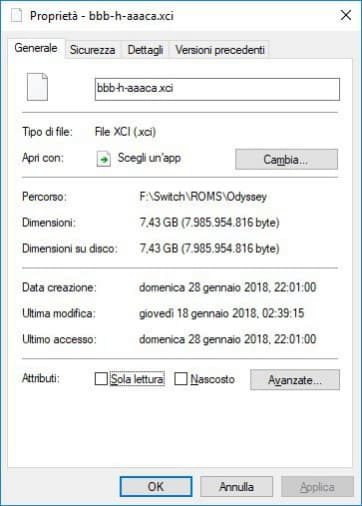 Proprietà - bbb-h-aaaca.xci
Generale Sicurezza Dettagli Versioni precedenti
bbb-h-aaaca.xci
Tipo di file: File XCI (.xci)
Apri con: Scegli un'app Cambia...
Percorso: F:\Switch\ROMS\Odyssey
Dimensioni: 7,43 GB (7.985.954.816 byte)
Dimensioni su disco: 7,43 GB (7.985.954.816 byte)
Data creazione: domenica 28 gennaio 2018, 22:01:00
Ultima modifica: giovedì 18 gennaio 2018, 02:39:15
Ultimo accesso: domenica 28 gennaio 2018, 22:01:00
Attributi: Sola lettura Nascosto Avanzate...
OK Annulla Applica